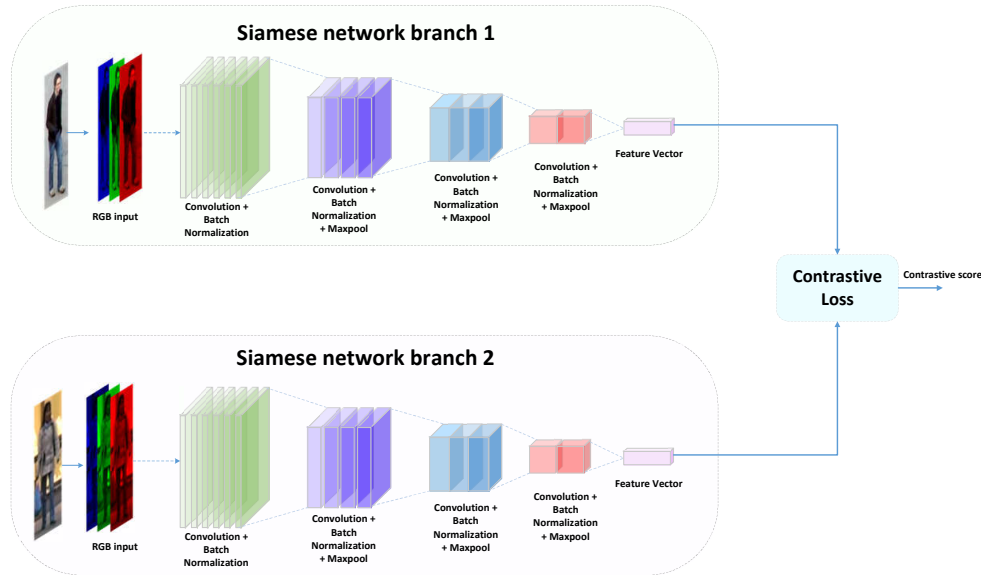 Siamese network branch 1
RGB input
Convolution +
Batch
Normalization
Convolution +
Batch
Normalization
+ Maxpool
Convolution +
Batch
Normalization
+ Maxpool
Convolution +
Batch
Normalization
+ Maxpool
Feature Vector
Contrastive
Loss
Contrastive score
Siamese network branch 2
RGB input
Convolution +
Batch
Normalization
Convolution +
Batch
Normalization
+ Maxpool
Convolution +
Batch
Normalization
+ Maxpool
Convolution +
Batch
Normalization
+ Maxpool
Feature Vector